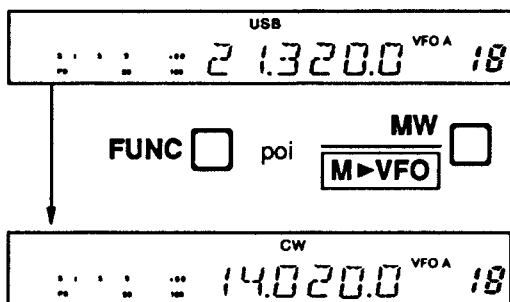 USB
21.320.0 VFO A 18
FUNC poi MW
M►VFO
CW
14.020.0 VFO A 18